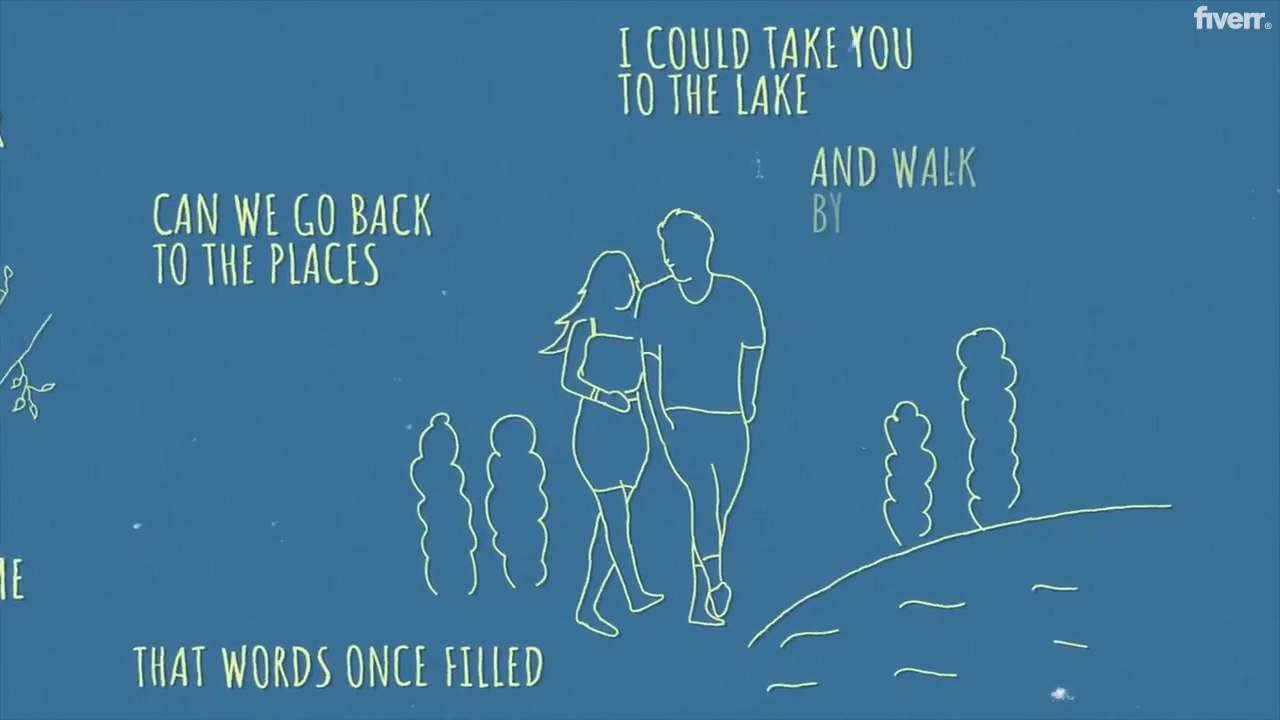 fiverr®
I COULD TAKE YOU
TO THE LAKE
AND WALK
BY
CAN WE GO BACK
TO THE PLACES
ME
THAT WORDS ONCE FILLED